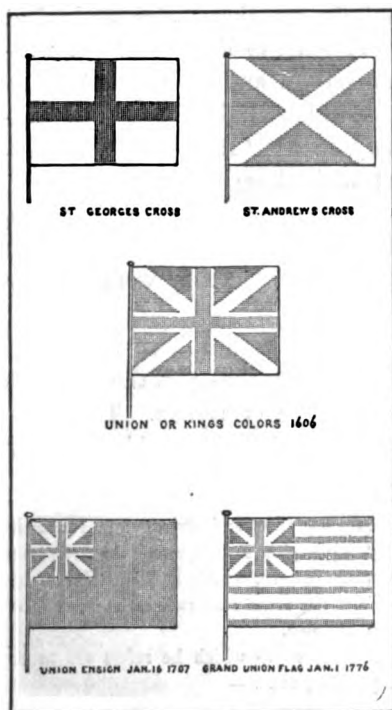 ST GEORGES CROSS
ST. ANDREWS CROSS
UNION OR KINGS COLORS 1606
UNION ENSIGN JAN. 16 1707
GRAND UNION FLAG JAN. 1 1776